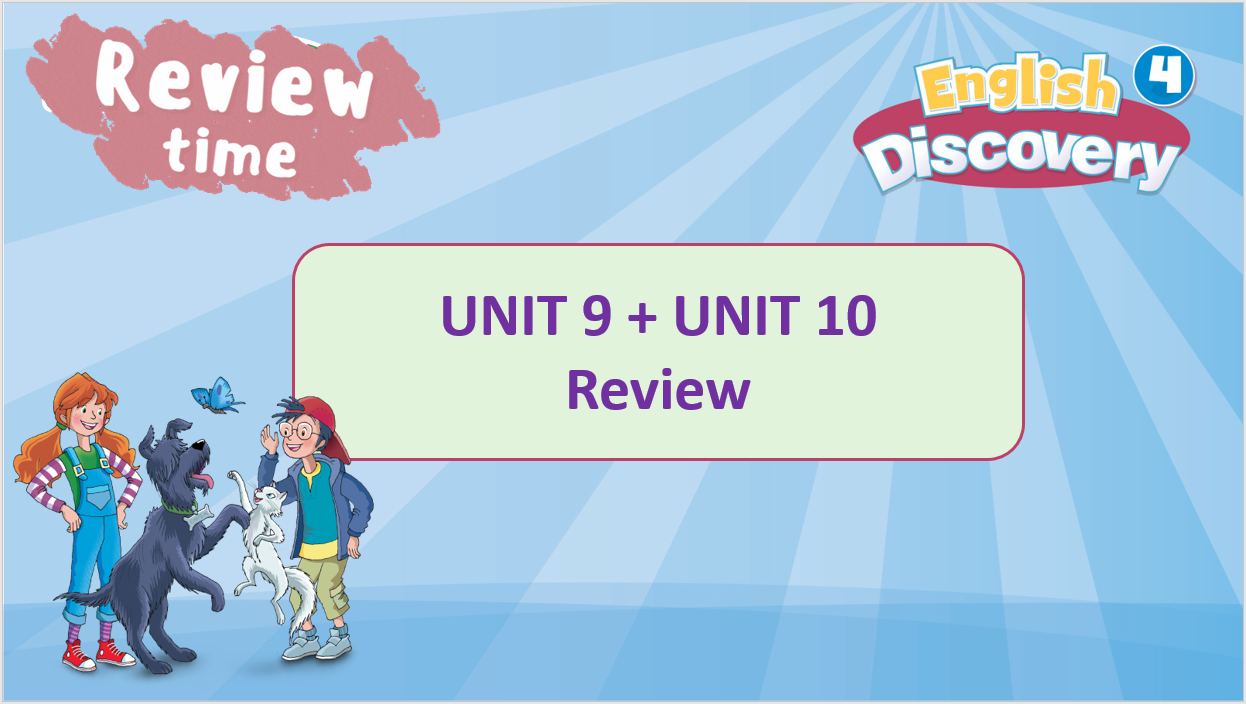 Review
time
English 4
Discovery
UNIT 9 + UNIT 10
Review